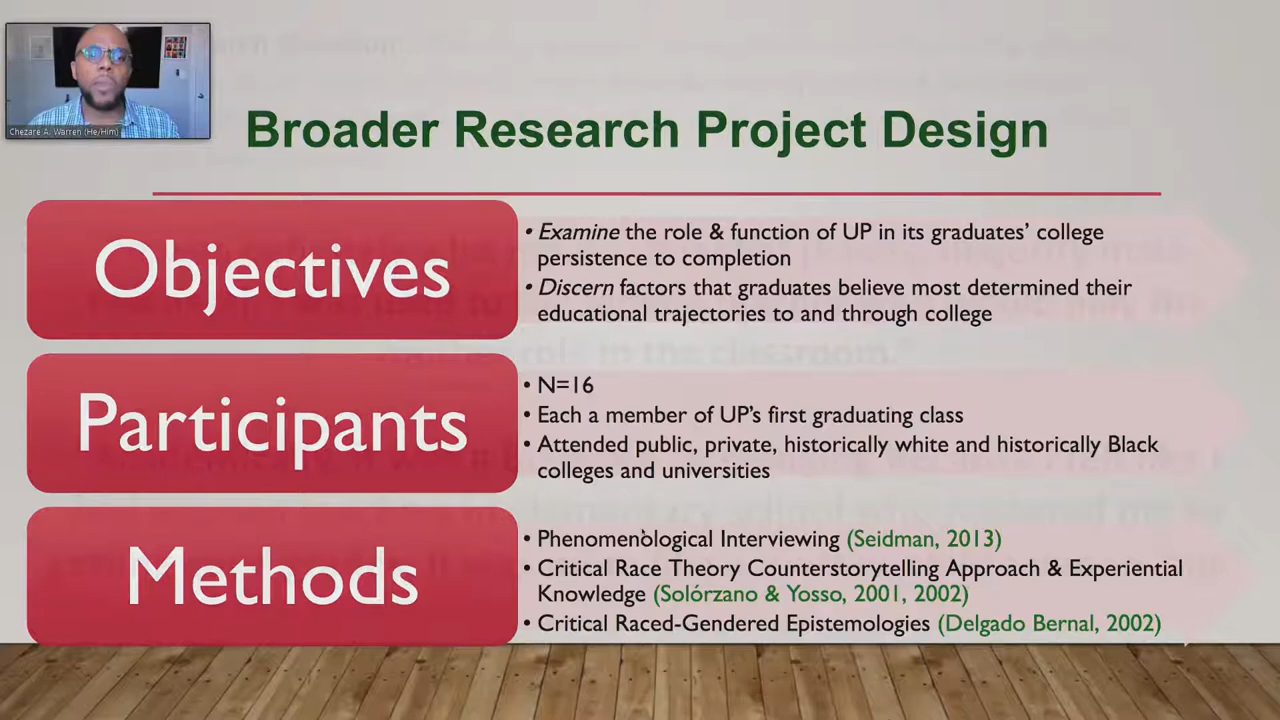 Chezare A. Warren (He/Him)
Broader Research Project Design
Objectives
• Examine the role & function of UP in its graduates' college
persistence to completion
• Discern factors that graduates believe most determined their
educational trajectories to and through college
Participants
• N=16
• Each a member of UP's first graduating class
• Attended public, private, historically white and historically Black
colleges and universities
Methods
• Phenomenological Interviewing (Seidman, 2013)
• Critical Race Theory Counterstorytelling Approach & Experiential
Knowledge (Solórzano & Yosso, 2001, 2002)
• Critical Raced-Gendered Epistemologies (Delgado Bernal, 2002)